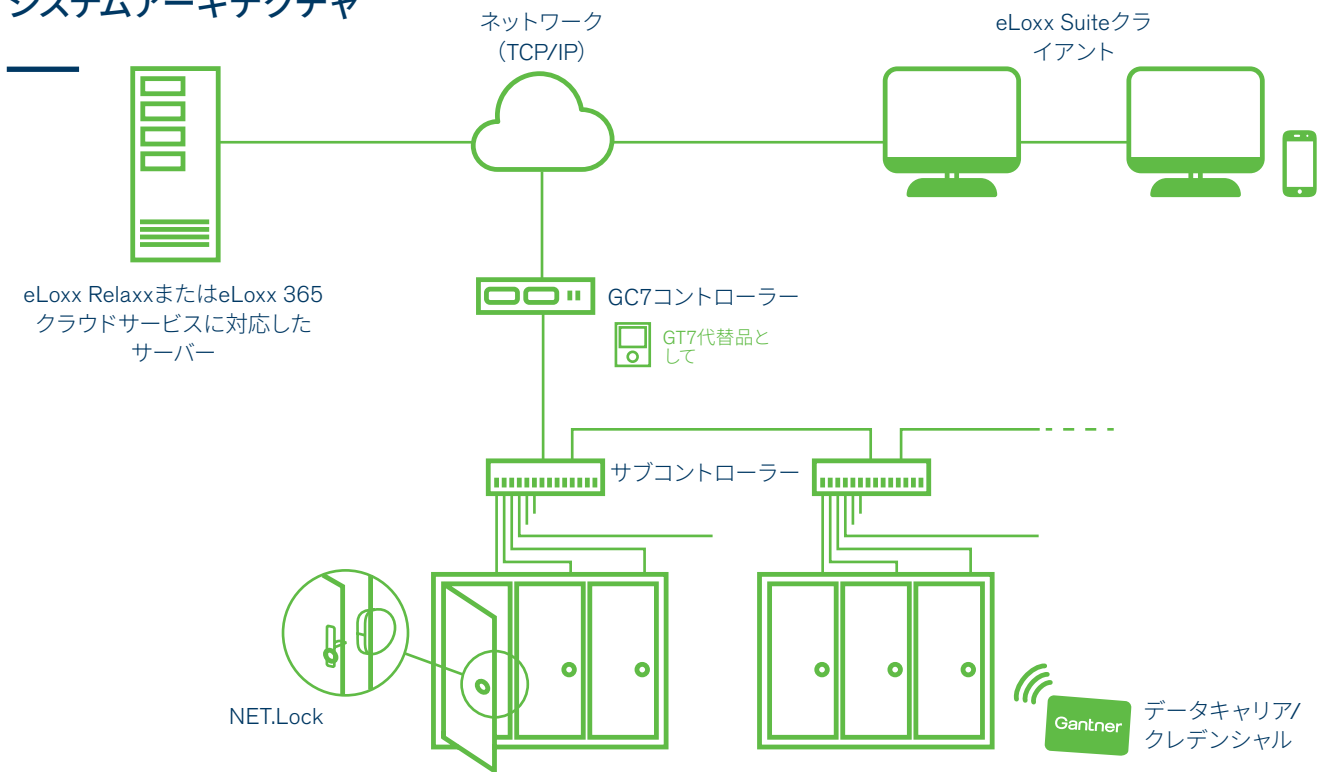 システムアーキテクチャ
ネットワーク
（TCP/IP）
eLoxx Suiteクラ
イアント
eLoxx RelaxxまたはeLoxx 365
クラウドサービスに対応した
サーバー
GC7コントローラー
GT7代替品と
して
サブコントローラー
NET.Lock
Gantner
データキャリア/
クレデンシャル